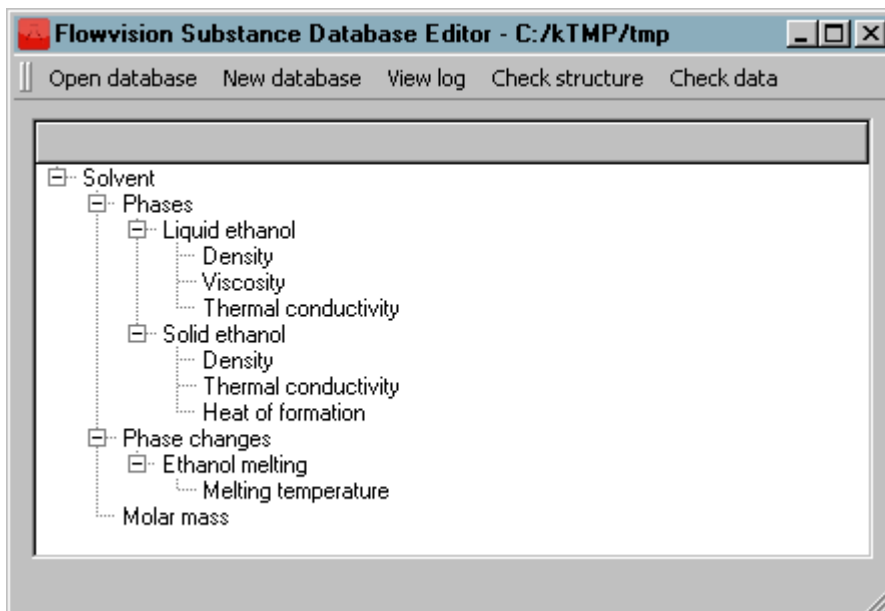 Flowvision Substance Database Editor - C:/kTMP/tmp
Open database New database View log Check structure Check data
Solvent
Phases
Liquid ethanol
Density
Viscosity
Thermal conductivity
Solid ethanol
Density
Thermal conductivity
Heat of formation
Phase changes
Ethanol melting
Melting temperature
Molar mass